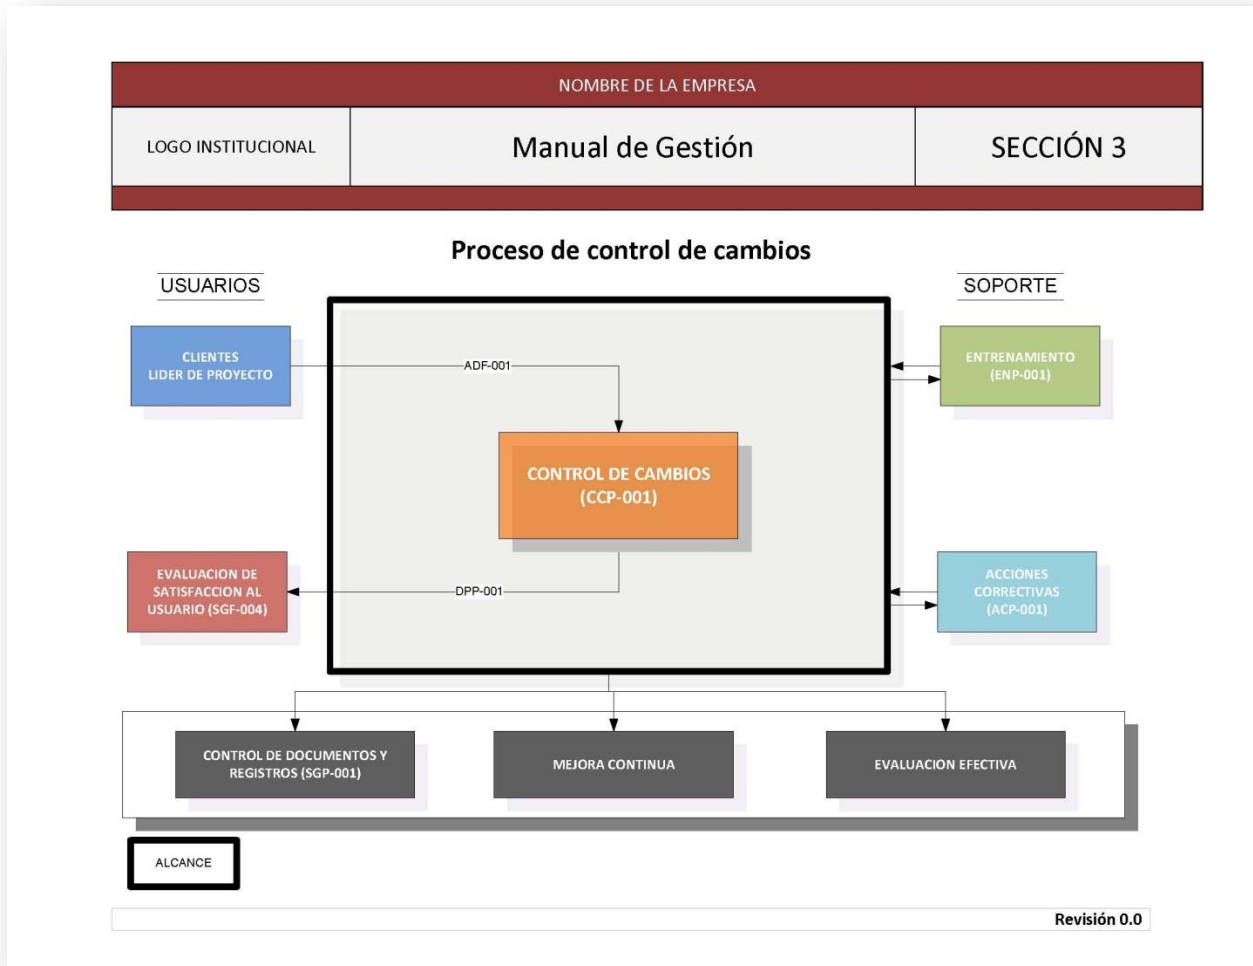 NOMBRE DE LA EMPRESA
LOGO INSTITUCIONAL
Manual de Gestión
SECCIÓN 3
Proceso de control de cambios
USUARIOS
SOPORTE
CLIENTES
LIDER DE PROYECTO
ADF-001
ENTRENAMIENTO
(ENP-001)
CONTROL DE CAMBIOS
(CCP-001)
EVALUACION DE
SATISFACCION AL
USUARIO (SGF-004)
DPP-001
ACCIONES
CORRECTIVAS
(ACP-001)
CONTROL DE DOCUMENTOS Y
REGISTROS (SGP-001)
MEJORA CONTINUA
EVALUACION EFECTIVA
ALCANCE
Revisión 0.0